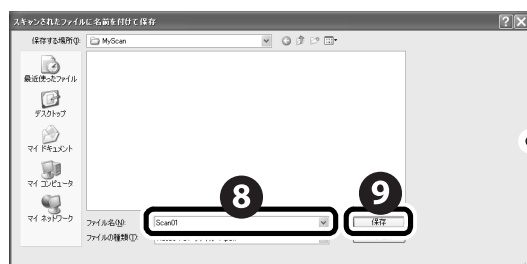 スキャンされたファイルに名前を付けて保存
保存する場所(I): MyScan
最近使ったファイル
デスクトップ
マイ ドキュメント
マイ コンピュータ
マイ ネットワーク
8
9
ファイル名(N): Scan01 保存
ファイルの種類(T):